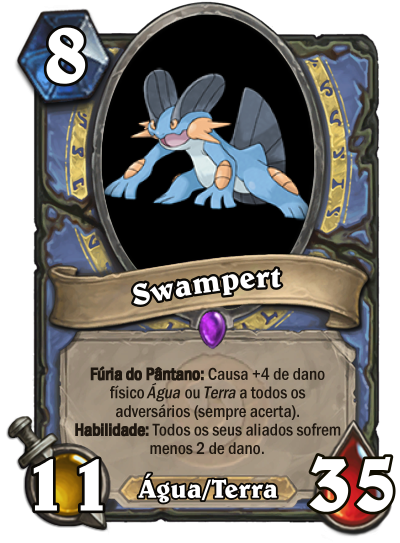 8
Swampert
Fúria do Pântano: Causa +4 de dano
físico Água ou Terra a todos os
adversários (sempre acerta).
Habilidade: Todos os seus aliados sofrem
menos 2 de dano.
11
Água/Terra
35